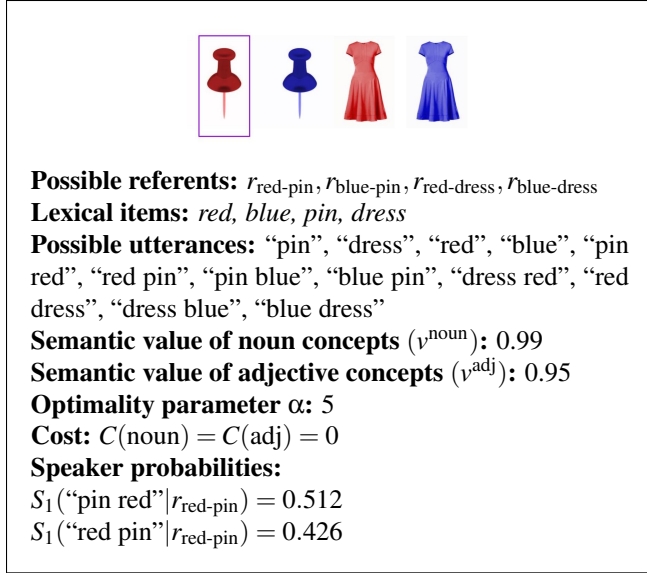 Possible referents: r_red-pin, r_blue-pin, r_red-dress, r_blue-dress
Lexical items: red, blue, pin, dress
Possible utterances: “pin”, “dress”, “red”, “blue”, “pin
red”, “red pin”, “pin blue”, “blue pin”, “dress red”, “red
dress”, “dress blue”, “blue dress”
Semantic value of noun concepts (v^noun): 0.99
Semantic value of adjective concepts (v^adj): 0.95
Optimality parameter α: 5
Cost: C(noun) = C(adj) = 0
Speaker probabilities:
S_1(“pin red”|r_red-pin) = 0.512
S_1(“red pin”|r_red-pin) = 0.426